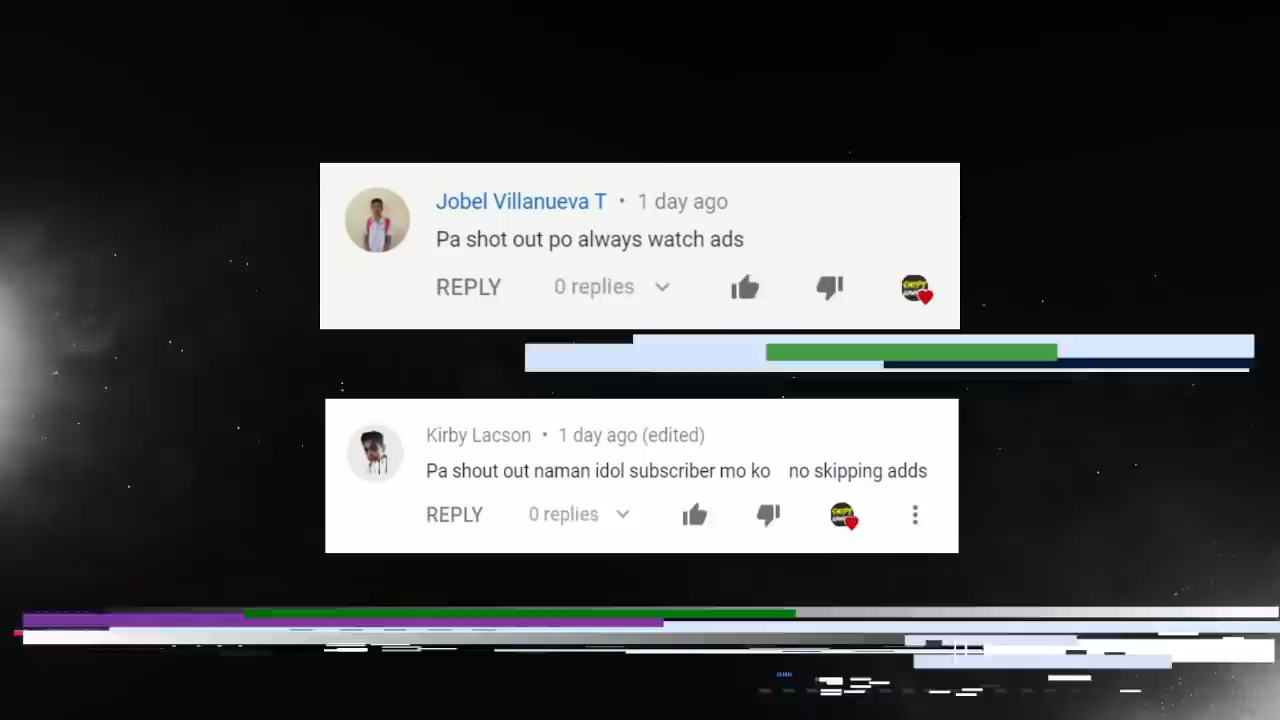 Jobel Villanueva T • 1 day ago
Pa shot out po always watch ads
REPLY 0 replies
Kirby Lacson • 1 day ago (edited)
Pa shout out naman idol subscriber mo ko no skipping adds
REPLY 0 replies